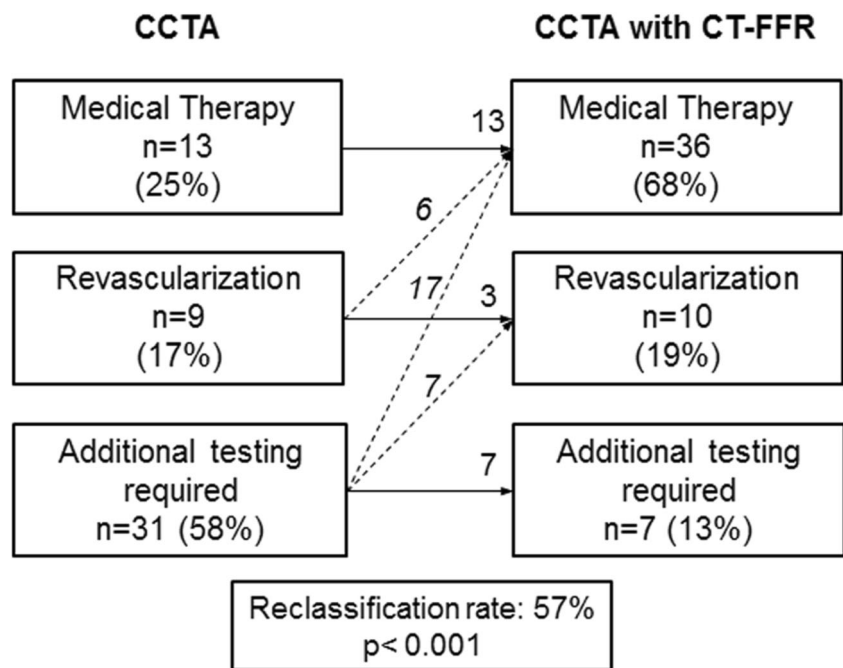 CCTA
CCTA with CT-FFR
Medical Therapy
n=13
(25%)
13
Medical Therapy
n=36
(68%)
6
Revascularization
n=9
(17%)
17
3
Revascularization
n=10
(19%)
7
Additional testing
required
n=31 (58%)
7
Additional testing
required
n=7 (13%)
Reclassification rate: 57%
p< 0.001